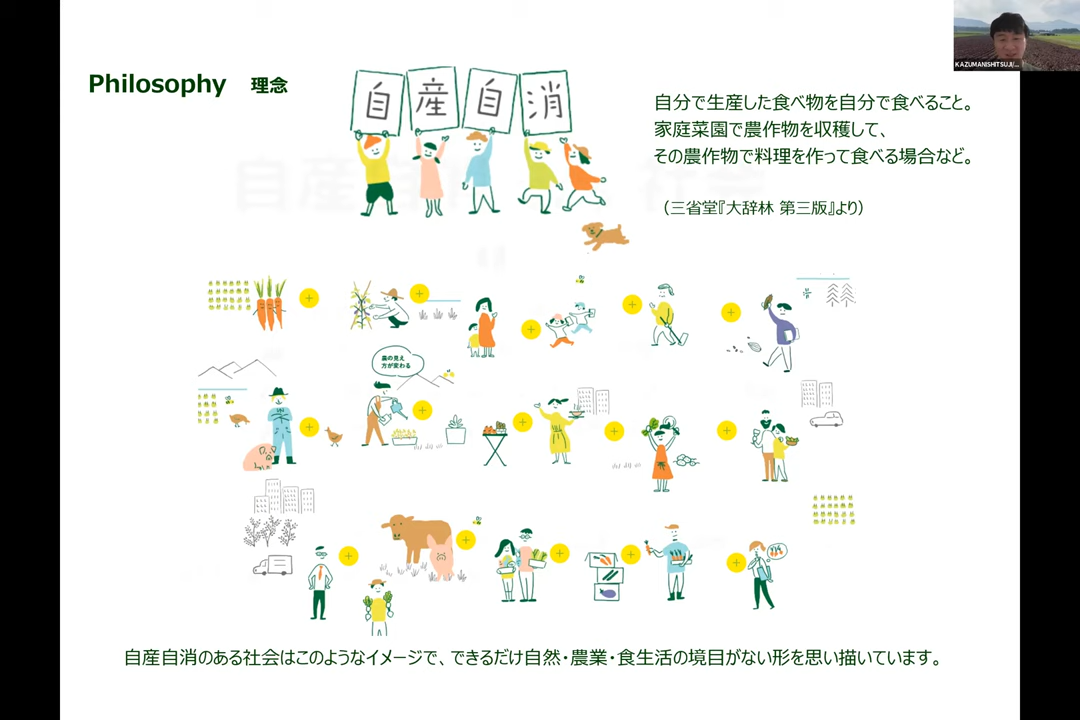 KAZUMANISHITSUJI/...
Philosophy 理念
自産自消
自分で生産した食べ物を自分で食べること。
家庭菜園で農作物を収穫して、
その農作物で料理を作って食べる場合など。
（三省堂『大辞林 第三版』より）
農の見え
方が変わる
自産自消のある社会はこのようなイメージで、できるだけ自然・農業・食生活の境目がない形を思い描いています。